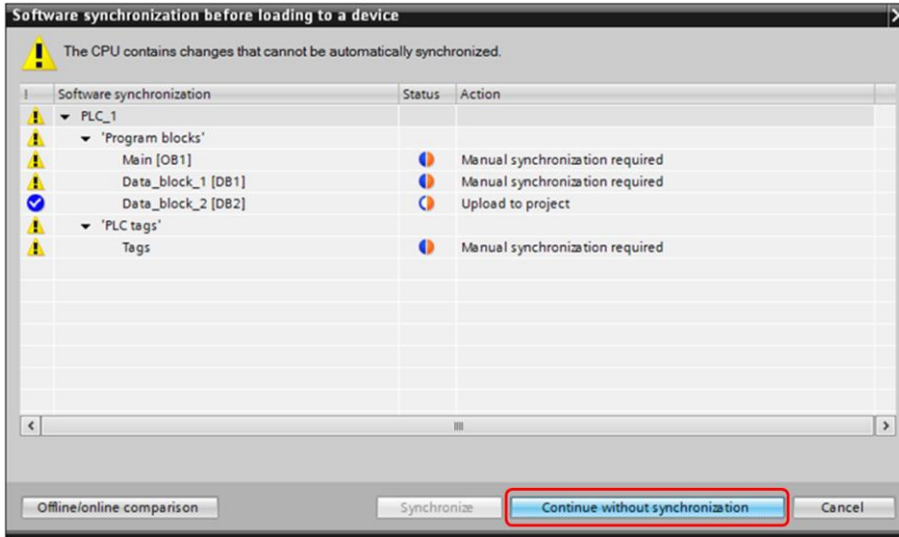 Software synchronization before loading to a device
The CPU contains changes that cannot be automatically synchronized.
! Software synchronization Status Action
PLC_1
'Program blocks'
Main [OB1] Manual synchronization required
Data_block_1 [DB1] Manual synchronization required
Data_block_2 [DB2] Upload to project
'PLC tags'
Tags Manual synchronization required
Offline/online comparison Synchronize Continue without synchronization Cancel